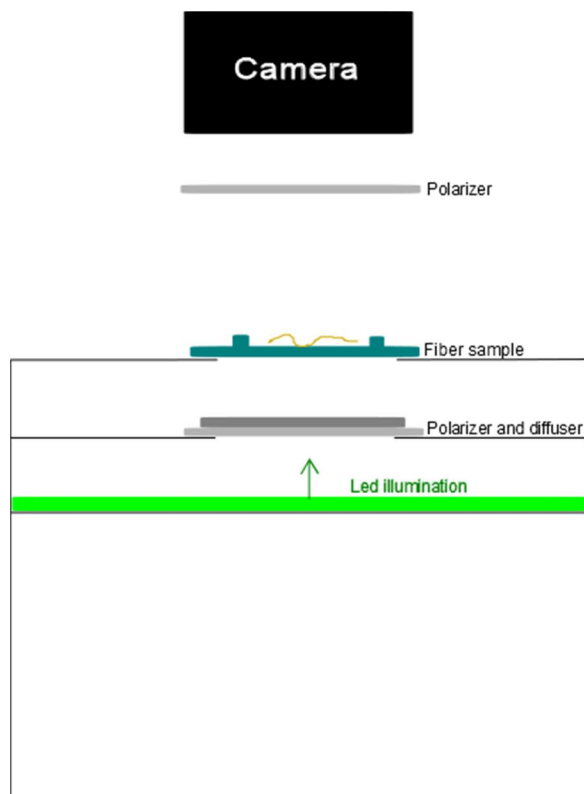 Camera
Polarizer
Fiber sample
Polarizer and diffuser
Led illumination